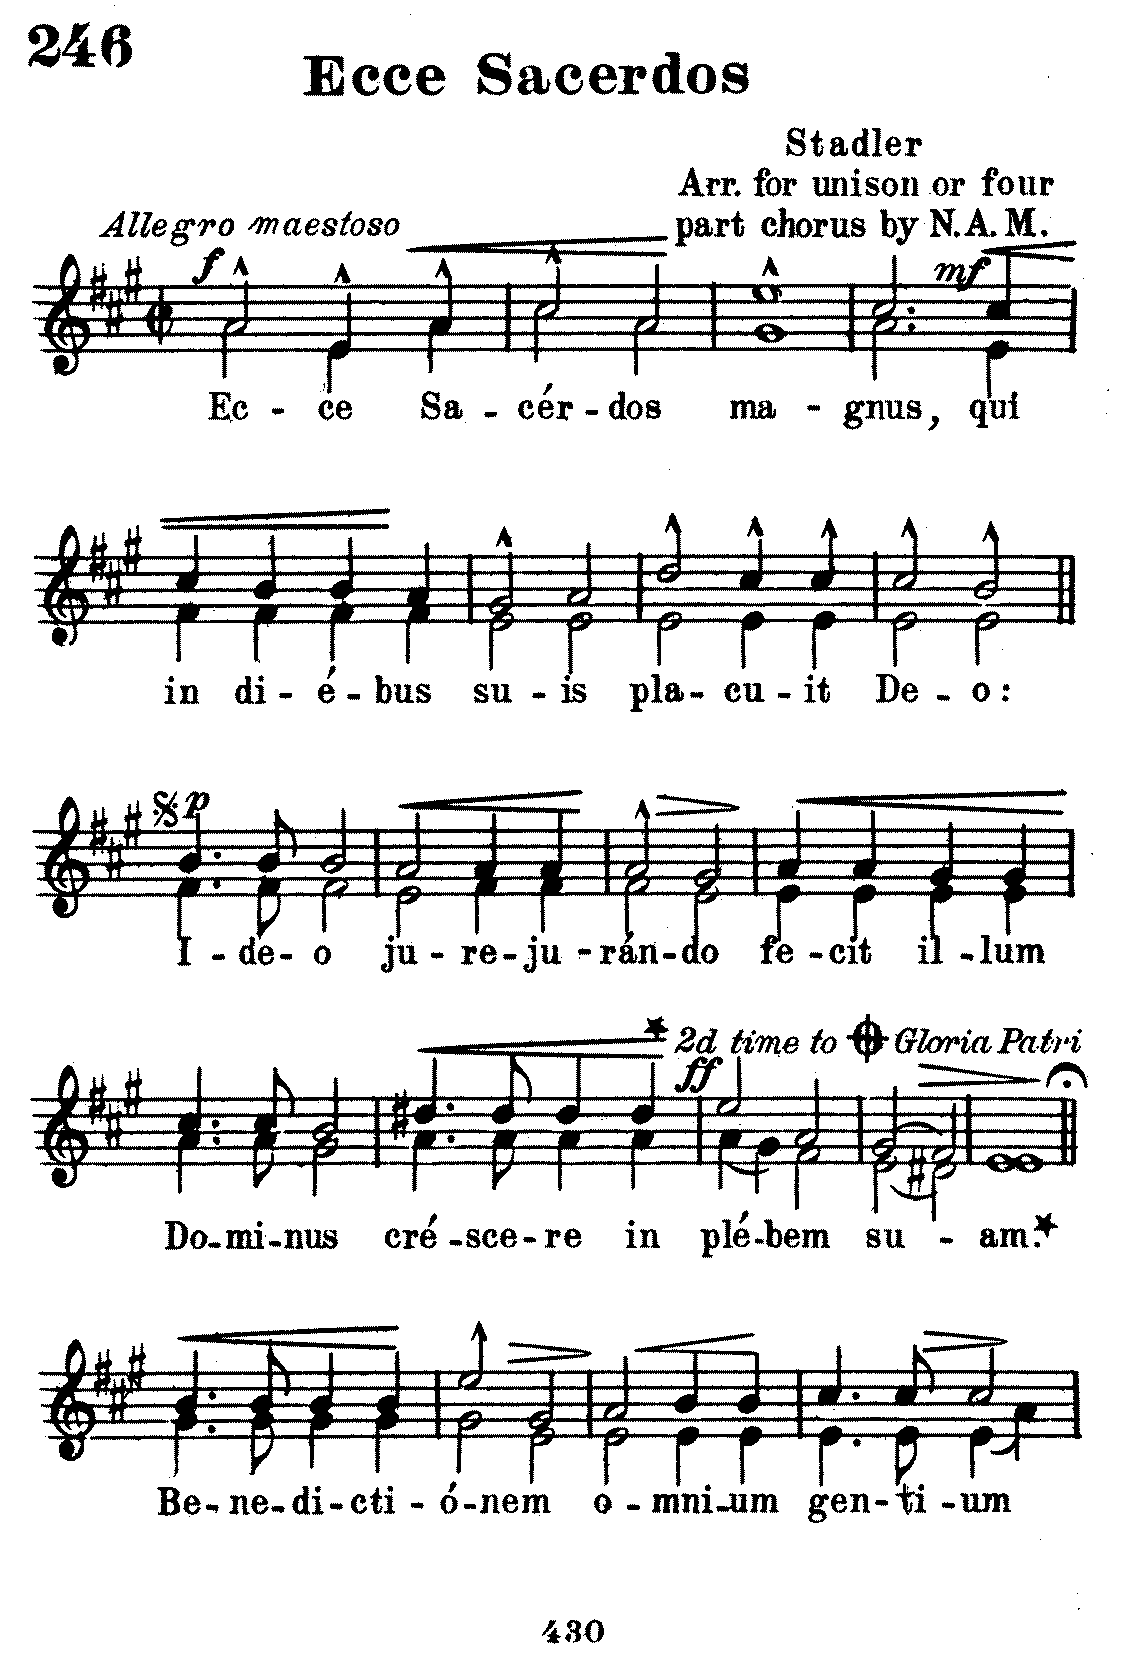 246
Ecce Sacerdos
Stadler
Arr. for unison or four
part chorus by N.A.M.
Allegro maestoso
f
mf
Ec - ce Sa - cér - dos ma - gnus, qui
in di - é - bus su - is pla - cu - it De - o:
p
I - de - o ju - re - ju - rán - do fe - cit il - lum
★ 2d time to Gloria Patri
ff
Do - mi - nus cré - sce - re in plé - bem su - am.★
Be - ne - di - cti - ó - nem o - mni - um gen - ti - um
430